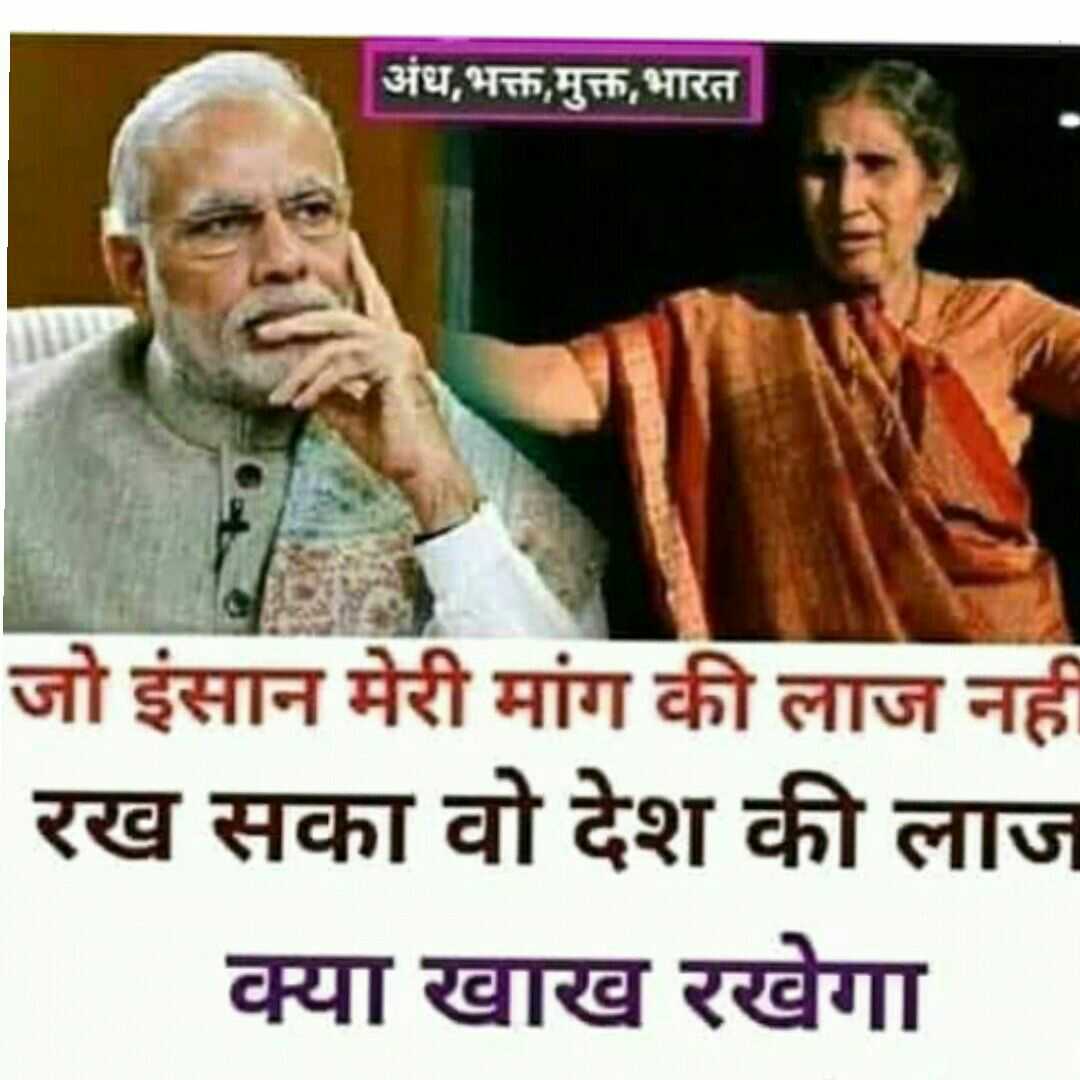 अंध,भक्त,मुक्त,भारत
जो इंसान मेरी मांग की लाज नही
रख सका वो देश की लाज
क्या खाख रखेगा